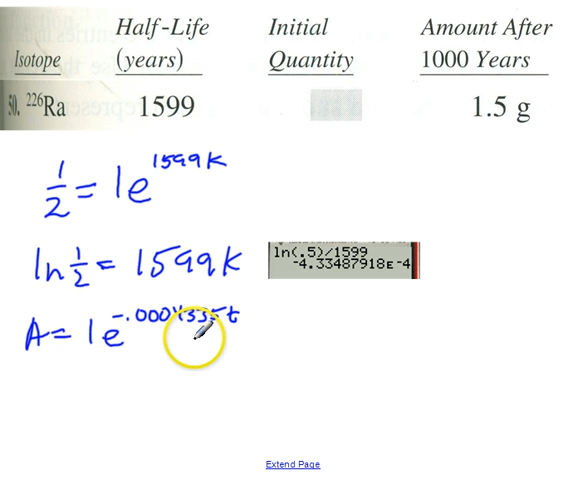 Half-Life Initial Amount After
Isotope (years) Quantity 1000 Years
50. ²²⁶Ra 1599 1.5 g
1/2 = 1e^1599k
ln 1/2 = 1599k
ln(.5)/1599
-4.33487918E-4
A = 1e^-.0004335t
Extend Page